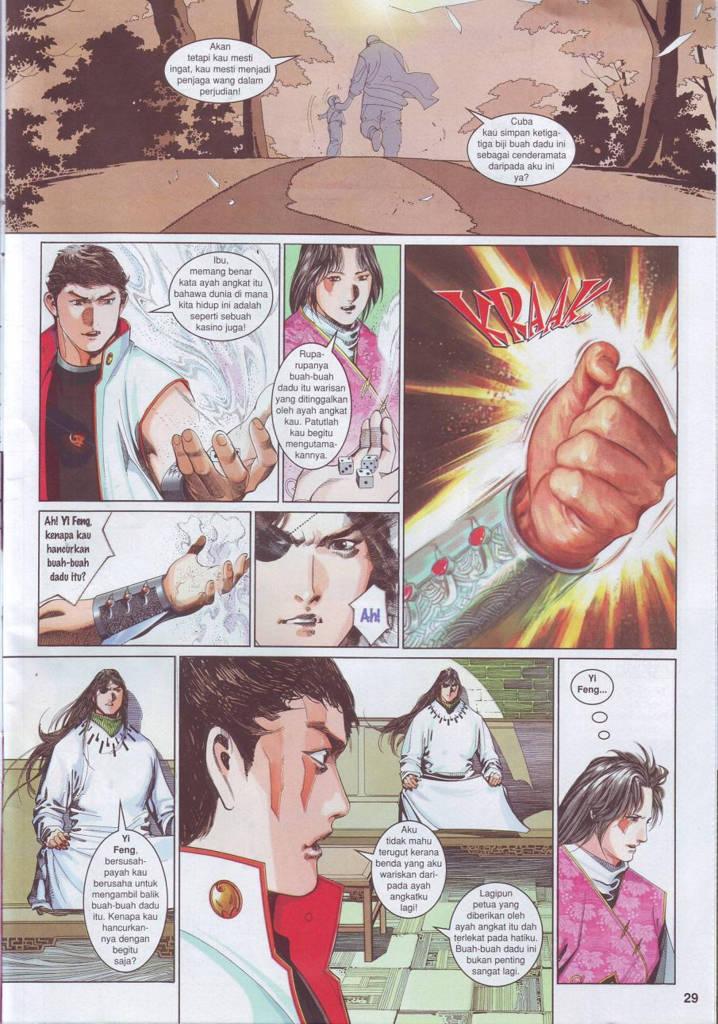 Akan
tetapi kau mesti
ingat, kau mesti menjadi
penjaga wang dalam
perjudian!
Cuba
kau simpan ketiga-
tiga biji buah dadu ini
sebagai cenderamata
daripada aku ini
ya?
Ibu,
memang benar
kata ayah angkat itu
bahawa dunia di mana
kita hidup ini adalah
seperti sebuah
kasino juga!
Rupa-
rupanya
buah-buah
dadu itu warisan
yang ditinggalkan
oleh ayah angkat
kau. Patutlah
kau begitu
mengutama-
kannya.
KRAAK
Ah! Yi Feng,
kenapa kau
hancurkan
buah-buah
dadu itu?
Ah!
Yi
Feng,
bersusah-
payah kau
berusaha untuk
mengambil balik
buah-buah dadu
itu. Kenapa kau
hancurkan-
nya dengan
begitu
saja?
Aku
tidak mahu
terugut kerana
benda yang aku
wariskan dari-
pada ayah
angkatku
lagi!
Lagipun
petua yang
diberikan oleh
ayah angkat itu dah
terlekat pada hatiku.
Buah-buah dadu ini
bukan penting
sangat lagi.
Yi
Feng...
29